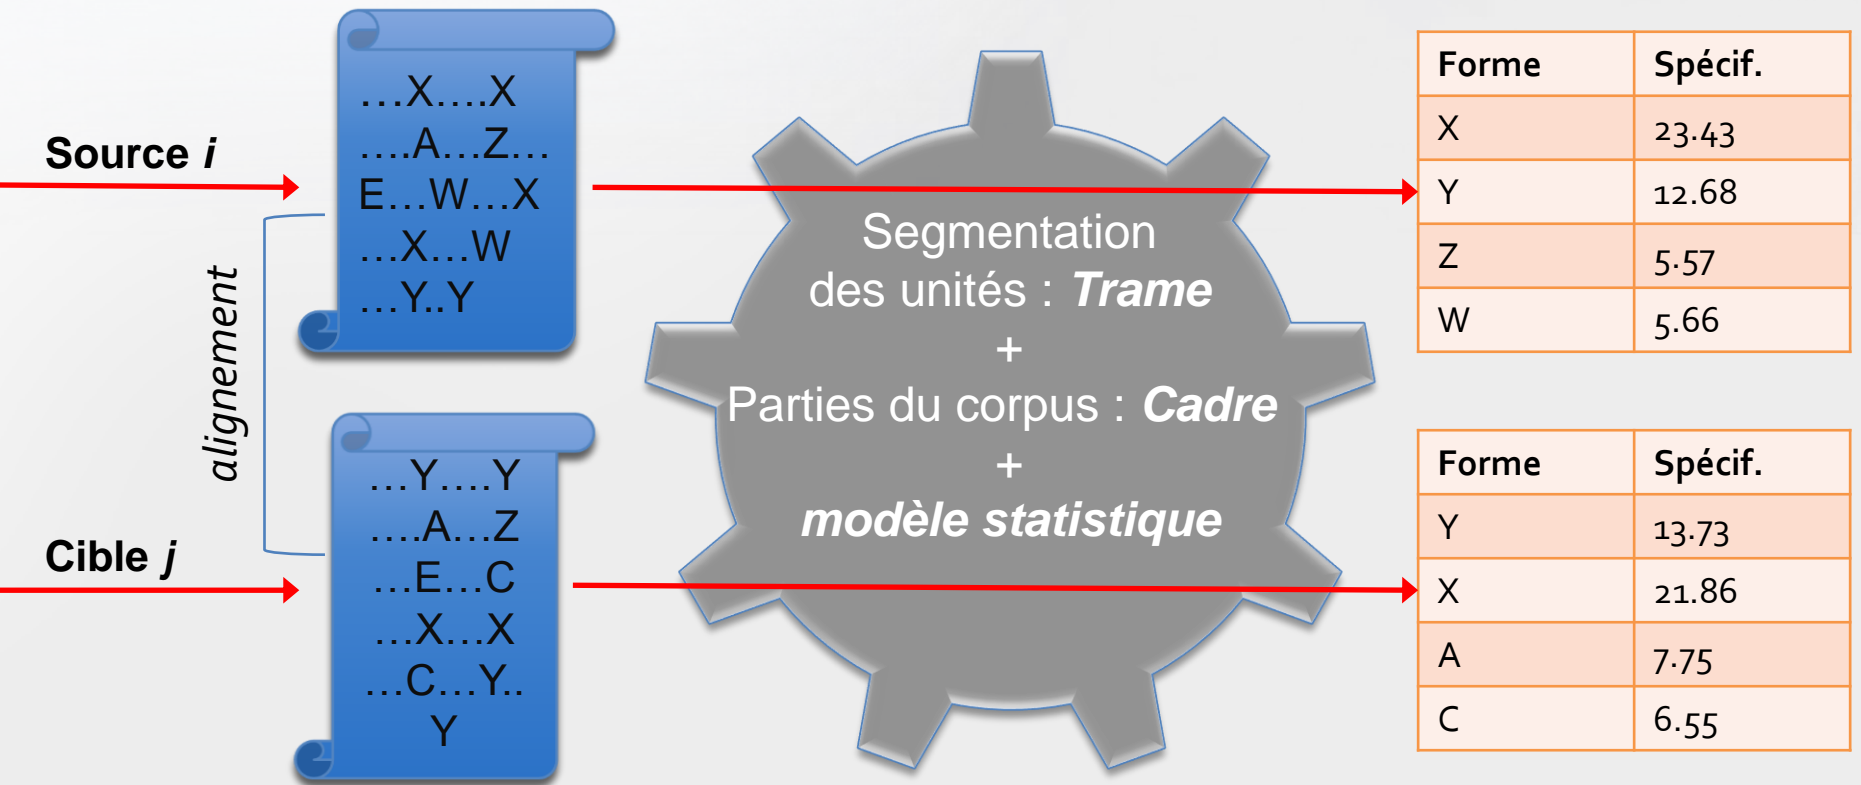 Source i
…X….X
….A…Z…
E…W…X
…X…W
…Y..Y
alignement
Cible j
…Y….Y
….A…Z
…E…C
…X…X
…C…Y..
Y
Segmentation
des unités : Trame
+
Parties du corpus : Cadre
+
modèle statistique
Forme Spécif.
X 23.43
Y 12.68
Z 5.57
W 5.66
Forme Spécif.
Y 13.73
X 21.86
A 7.75
C 6.55